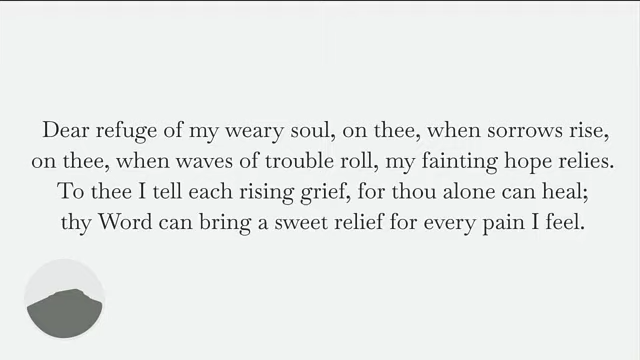 Dear refuge of my weary soul, on thee, when sorrows rise,
on thee, when waves of trouble roll, my fainting hope relies.
To thee I tell each rising grief, for thou alone can heal;
thy Word can bring a sweet relief for every pain I feel.